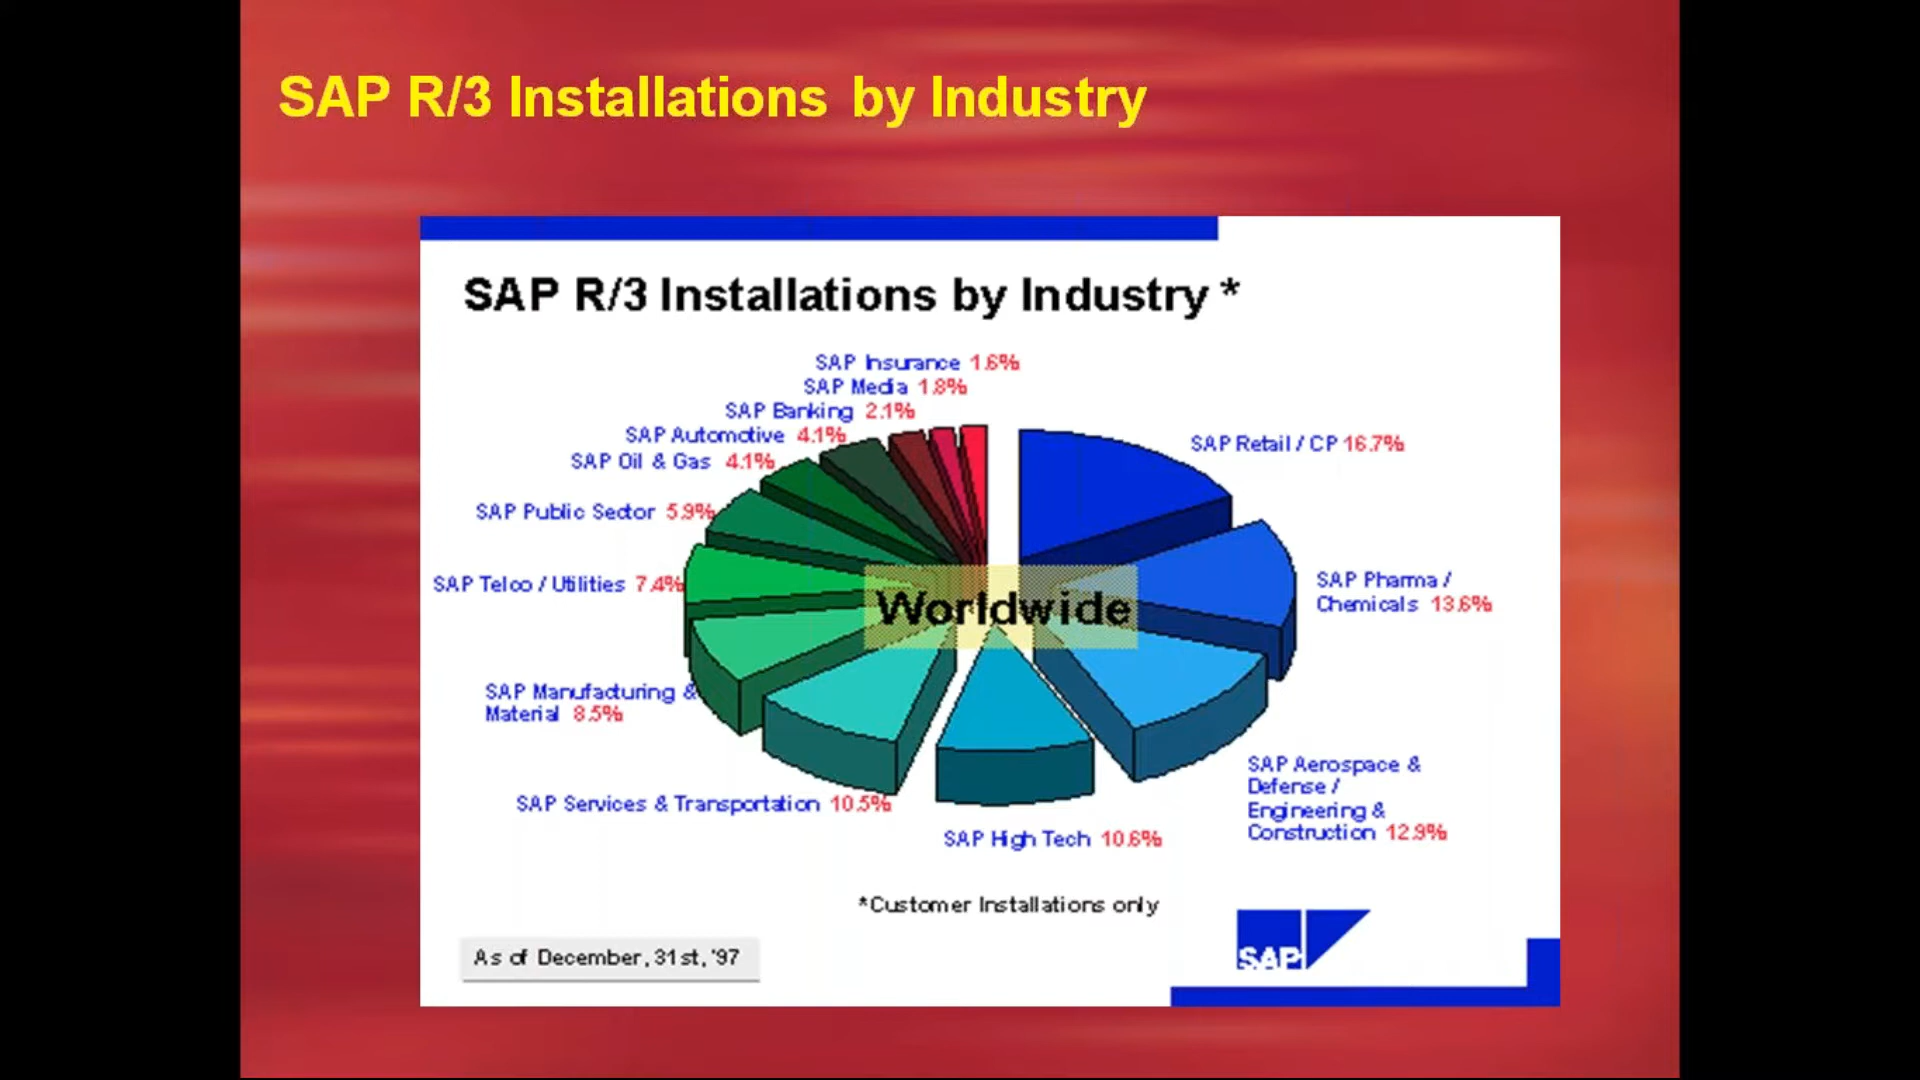 SAP R/3 Installations by Industry
SAP R/3 Installations by Industry *
SAP Insurance 1.6%
SAP Media 1.8%
SAP Banking 2.1%
SAP Automotive 4.1%
SAP Oil & Gas 4.1%
SAP Public Sector 5.9%
SAP Telco / Utilities 7.4%
SAP Manufacturing &
Material 8.5%
SAP Services & Transportation 10.5%
SAP High Tech 10.6%
SAP Aerospace &
Defense /
Engineering &
Construction 12.9%
SAP Pharma /
Chemicals 13.6%
SAP Retail / CP 16.7%
Worldwide
*Customer Installations only
As of December, 31st, '97
SAP